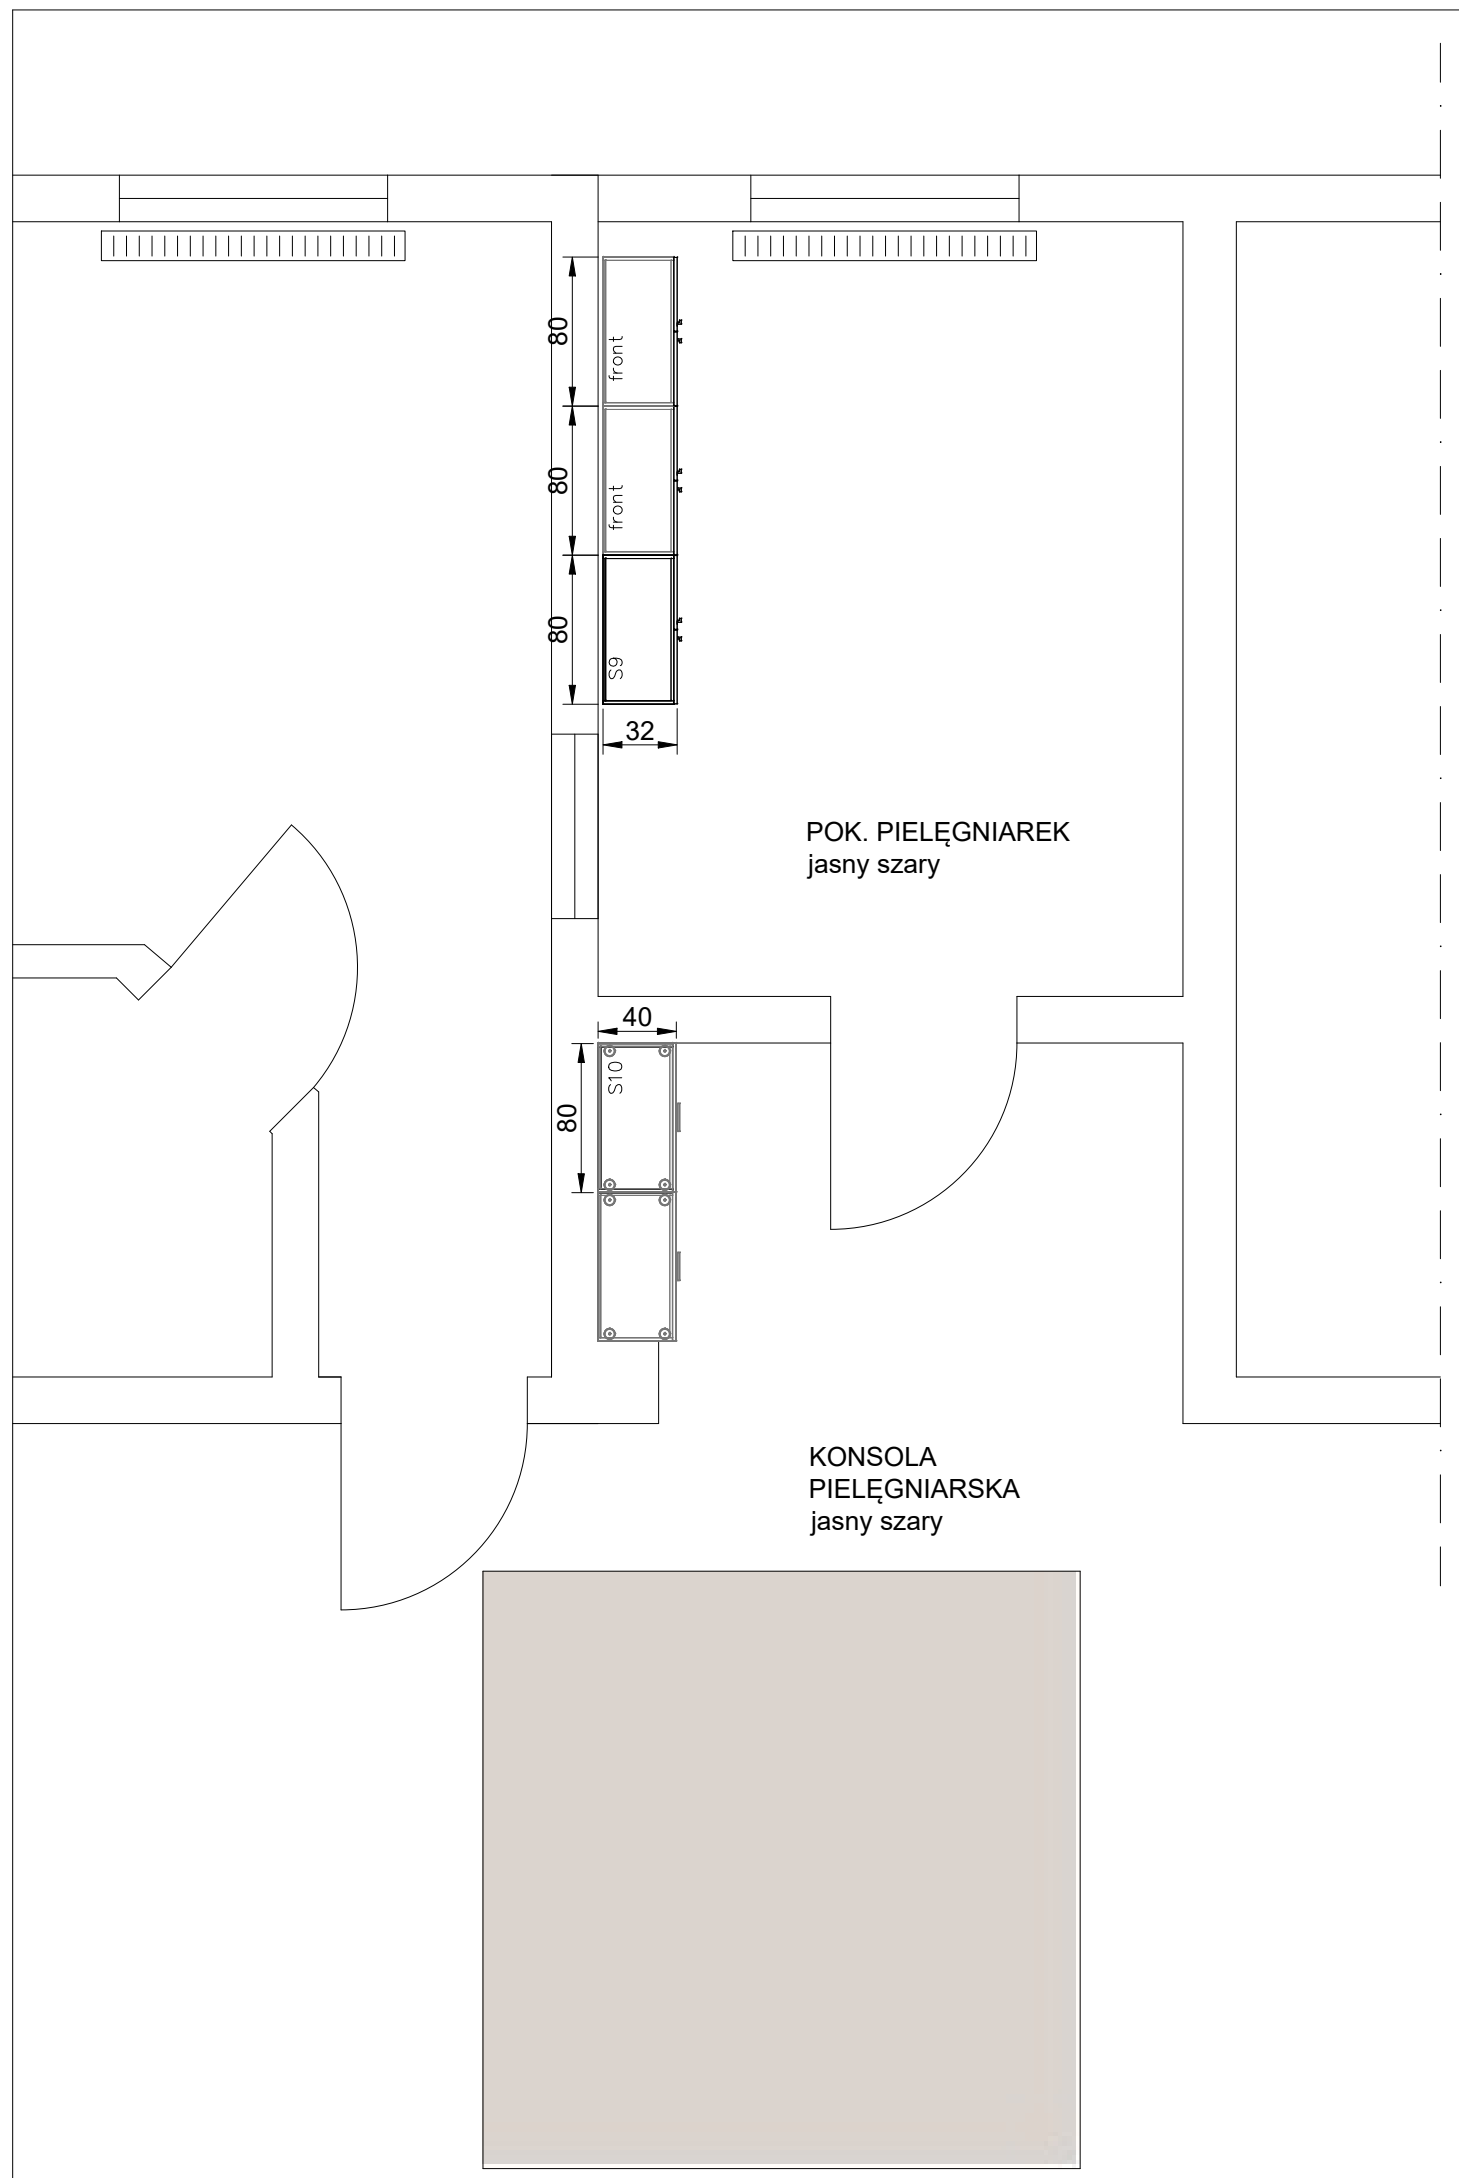 80
front
80
front
80
S9
32
POK. PIELĘGNIAREK
jasny szary
40
S10
80
KONSOLA
PIELĘGNIARSKA
jasny szary